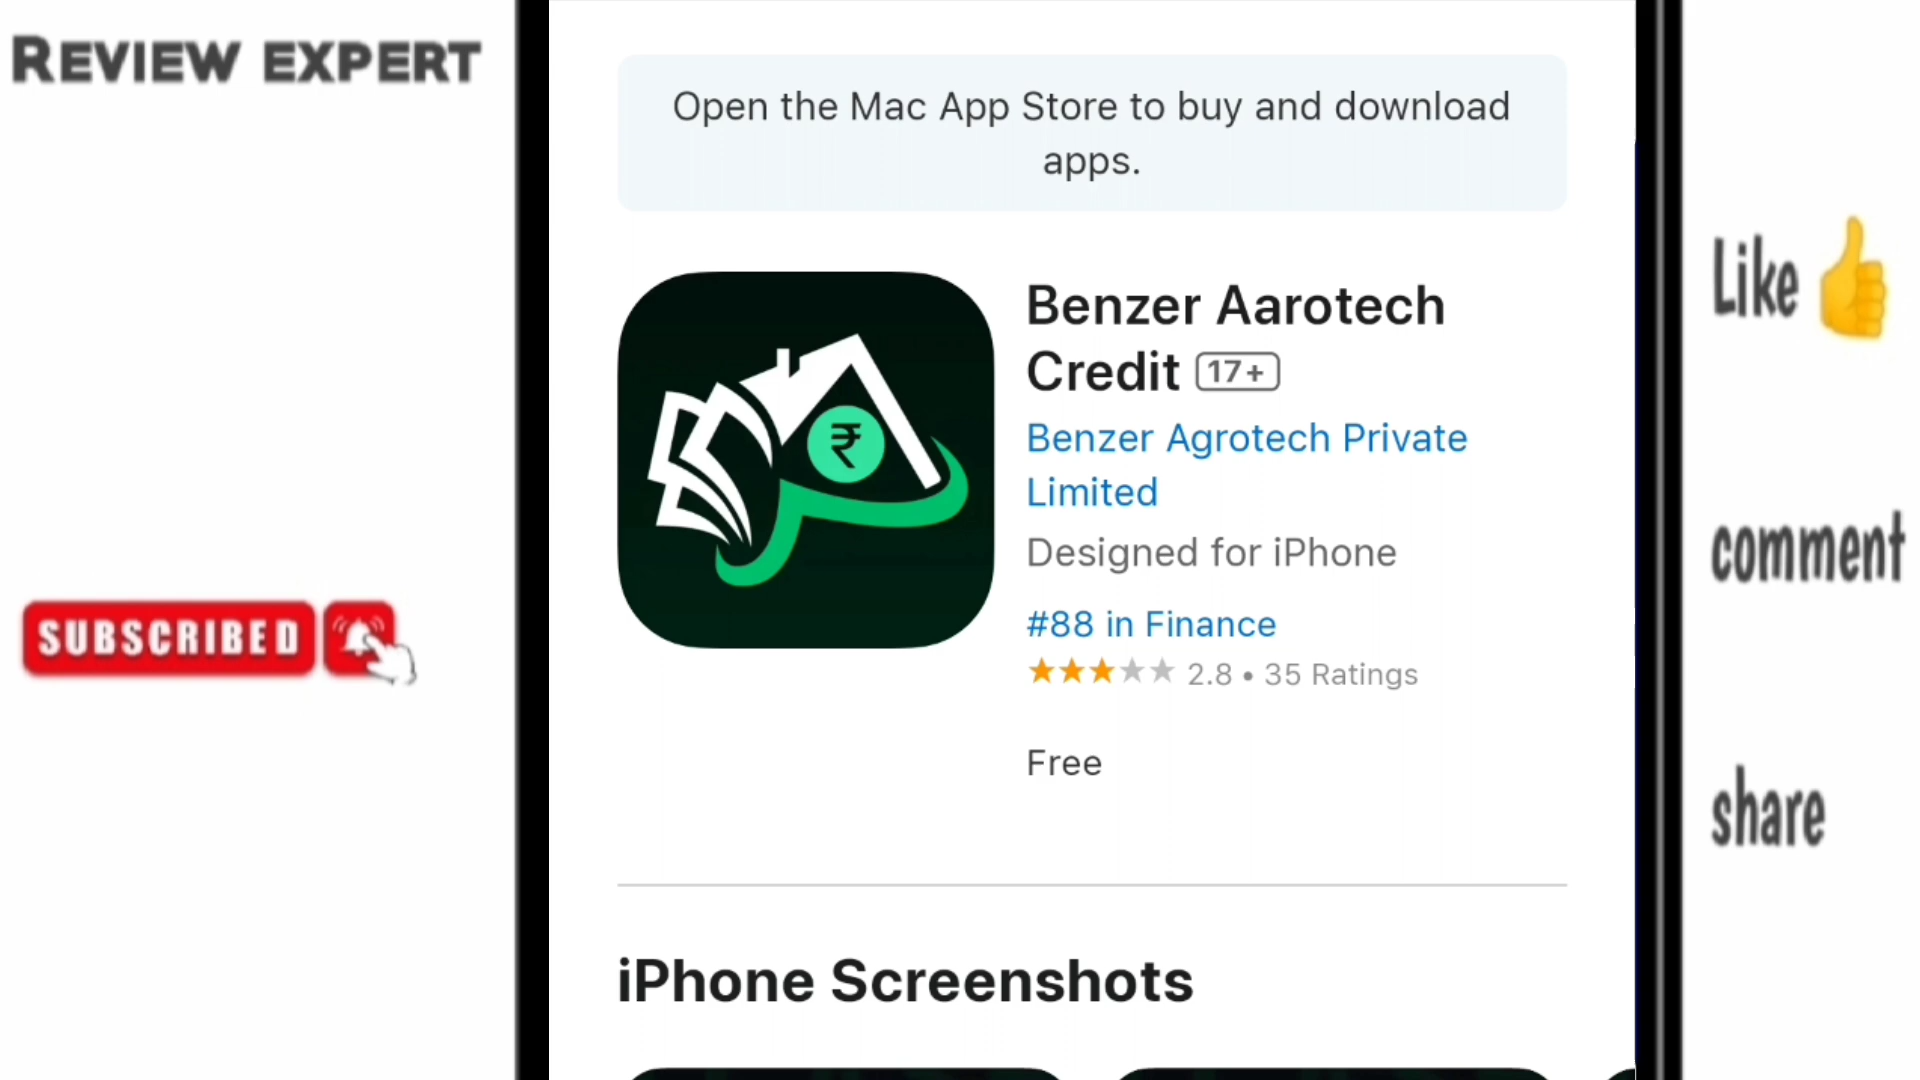 REVIEW EXPERT
Open the Mac App Store to buy and download
apps.
Benzer Aarotech
Credit 17+
Benzer Agrotech Private
Limited
Designed for iPhone
#88 in Finance
2.8 • 35 Ratings
Free
iPhone Screenshots
₹
SUBSCRIBED
Like 👍
comment
share